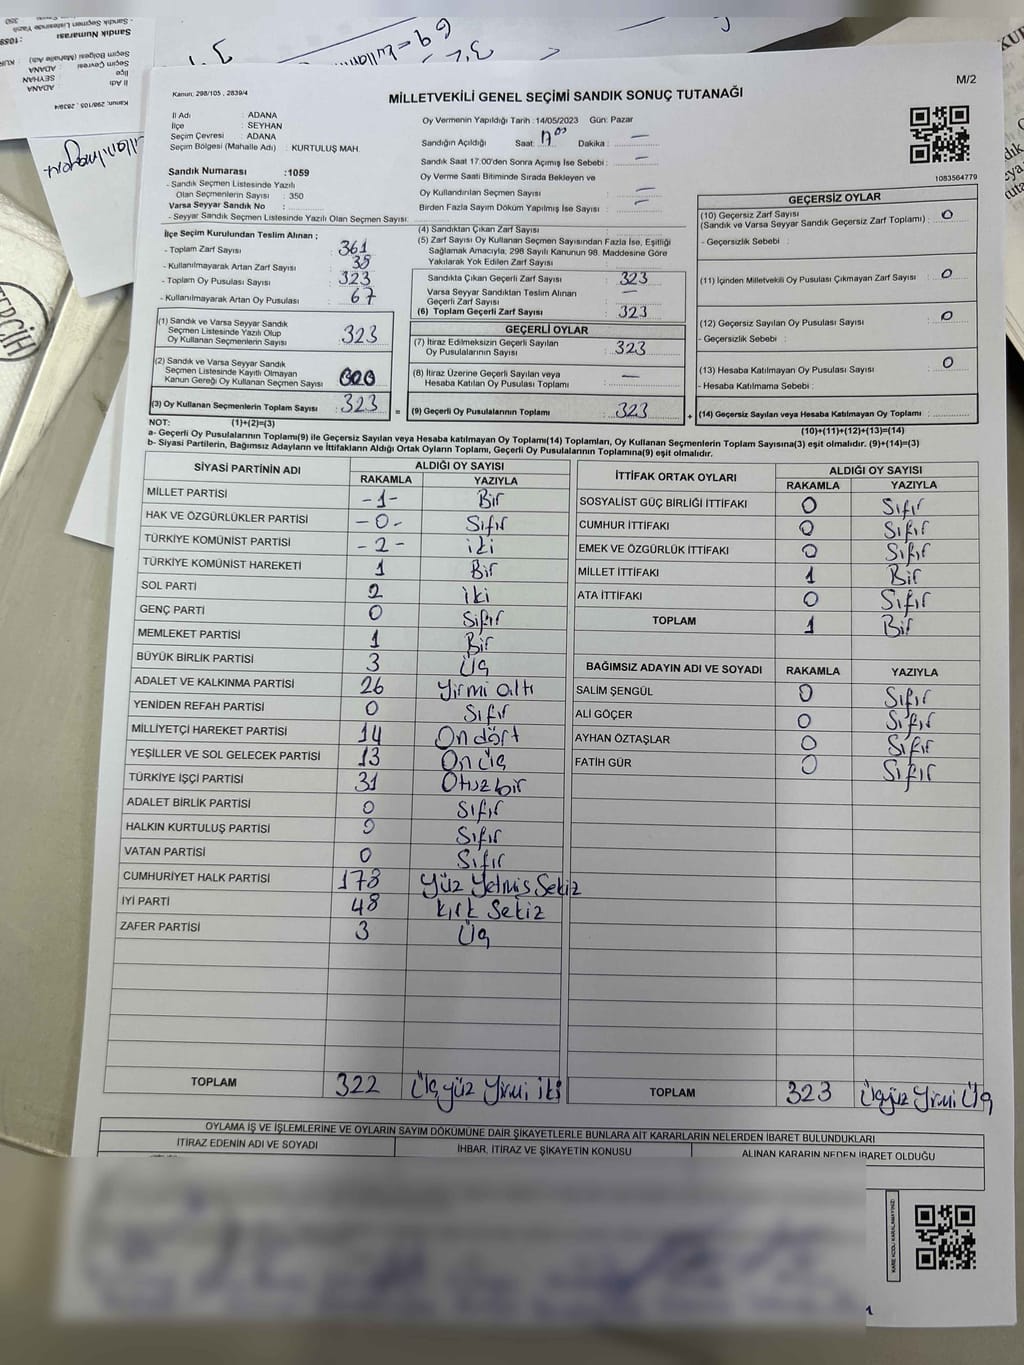 M/2
Kanun: 298/105 , 2839/4
MİLLETVEKİLİ GENEL SEÇİMİ SANDIK SONUÇ TUTANAĞI
İl Adı : ADANA
İlçe : SEYHAN
Seçim Çevresi : ADANA
Seçim Bölgesi (Mahalle Adı) : KURTULUŞ MAH.
Sandık Numarası :1059
- Sandık Seçmen Listesinde Yazılı
Olan Seçmenlerin Sayısı : 350
Varsa Seyyar Sandık No :
- Seyyar Sandık Seçmen Listesinde Yazılı Olan Seçmen Sayısı:
Oy Vermenin Yapıldığı Tarih : 14/05/2023 Gün: Pazar
Sandığın Açıldığı Saat: 17 00 Dakika : —
Sandık Saat 17:00'den Sonra Açımış İse Sebebi : —
Oy Verme Saati Bitiminde Sırada Bekleyen ve
Oy Kullandırılan Seçmen Sayısı : —
Birden Fazla Sayım Döküm Yapılmış İse Sayısı : —
1083564779
İlçe Seçim Kurulundan Teslim Alınan ;
- Toplam Zarf Sayısı : 361
- Kullanılmayarak Artan Zarf Sayısı : 38
- Toplam Oy Pusulası Sayısı : 323
- Kullanılmayarak Artan Oy Pusulası : 67
(1) Sandık ve Varsa Seyyar Sandık
Seçmen Listesinde Yazılı Olup
Oy Kullanan Seçmenlerin Sayısı : 323
(2) Sandık ve Varsa Seyyar Sandık
Seçmen Listesinde Kayıtlı Olmayan
Kanun Gereği Oy Kullanan Seçmen Sayısı : 000
(3) Oy Kullanan Seçmenlerin Toplam Sayısı : 323
(4) Sandıktan Çıkan Zarf Sayısı :
(5) Zarf Sayısı Oy Kullanan Seçmen Sayısından Fazla İse, Eşitliği
Sağlamak Amacıyla, 298 Sayılı Kanunun 98. Maddesine Göre
Yakılarak Yok Edilen Zarf Sayısı :
Sandıkta Çıkan Geçerli Zarf Sayısı : 323
Varsa Seyyar Sandıktan Teslim Alınan
Geçerli Zarf Sayısı : —
(6) Toplam Geçerli Zarf Sayısı : 323
GEÇERLİ OYLAR
(7) İtiraz Edilmeksizin Geçerli Sayılan
Oy Pusulalarının Sayısı : 323
(8) İtiraz Üzerine Geçerli Sayılan veya
Hesaba Katılan Oy Pusulası Toplamı : —
= (9) Geçerli Oy Pusulalarının Toplamı : 323
GEÇERSİZ OYLAR
(10) Geçersiz Zarf Sayısı
(Sandık ve Varsa Seyyar Sandık Geçersiz Zarf Toplamı) : 0
- Geçersizlik Sebebi :
(11) İçinden Milletvekili Oy Pusulası Çıkmayan Zarf Sayısı : 0
(12) Geçersiz Sayılan Oy Pusulası Sayısı : 0
- Geçersizlik Sebebi :
(13) Hesaba Katılmayan Oy Pusulası Sayısı : 0
- Hesaba Katılmama Sebebi :
+ (14) Geçersiz Sayılan veya Hesaba Katılmayan Oy Toplamı :
NOT: (1)+(2)=(3) (10)+(11)+(12)+(13)=(14)
a- Geçerli Oy Pusulalarının Toplamı(9) ile Geçersiz Sayılan veya Hesaba katılmayan Oy Toplamı(14) Toplamları, Oy Kullanan Seçmenlerin Toplam Sayısına(3) eşit olmalıdır. (9)+(14)=(3)
b- Siyasi Partilerin, Bağımsız Adayların ve İttifakların Aldığı Ortak Oyların Toplamı, Geçerli Oy Pusulalarının Toplamına(9) eşit olmalıdır.
SİYASİ PARTİNİN ADI ALDIĞI OY SAYISI
RAKAMLA YAZIYLA
MİLLET PARTİSİ -1- Bir
HAK VE ÖZGÜRLÜKLER PARTİSİ -0- Sıfır
TÜRKİYE KOMÜNİST PARTİSİ -2- iki
TÜRKİYE KOMÜNİST HAREKETİ 1 Bir
SOL PARTİ 2 iki
GENÇ PARTİ 0 Sıfır
MEMLEKET PARTİSİ 1 Bir
BÜYÜK BİRLİK PARTİSİ 3 Üç
ADALET VE KALKINMA PARTİSİ 26 Yirmi altı
YENİDEN REFAH PARTİSİ 0 Sıfır
MİLLİYETÇİ HAREKET PARTİSİ 14 On dört
YEŞİLLER VE SOL GELECEK PARTİSİ 13 On üç
TÜRKİYE İŞÇİ PARTİSİ 31 Otuz bir
ADALET BİRLİK PARTİSİ 0 Sıfır
HALKIN KURTULUŞ PARTİSİ 0 Sıfır
VATAN PARTİSİ 0 Sıfır
CUMHURİYET HALK PARTİSİ 178 Yüz Yetmiş Sekiz
İYİ PARTİ 48 Kırk Sekiz
ZAFER PARTİSİ 3 Üç
TOPLAM 322 Üç yüz Yirmi iki
İTTİFAK ORTAK OYLARI ALDIĞI OY SAYISI
RAKAMLA YAZIYLA
SOSYALİST GÜÇ BİRLİĞİ İTTİFAKI 0 Sıfır
CUMHUR İTTİFAKI 0 Sıfır
EMEK VE ÖZGÜRLÜK İTTİFAKI 0 Sıfır
MİLLET İTTİFAKI 1 Bir
ATA İTTİFAKI 0 Sıfır
TOPLAM 1 Bir
BAĞIMSIZ ADAYIN ADI VE SOYADI RAKAMLA YAZIYLA
SALİM ŞENGÜL 0 Sıfır
ALİ GÖÇER 0 Sıfır
AYHAN ÖZTAŞLAR 0 Sıfır
FATİH GÜR 0 Sıfır
TOPLAM 323 Üçyüz Yirmi Üç
OYLAMA İŞ VE İŞLEMLERİNE VE OYLARIN SAYIM DÖKÜMÜNE DAİR ŞİKAYETLERLE BUNLARA AİT KARARLARIN NELERDEN İBARET BULUNDUKLARI
İTİRAZ EDENİN ADI VE SOYADI İHBAR, İTİRAZ VE ŞİKAYETİN KONUSU ALINAN KARARIN NEDEN İBARET OLDUĞU
KARE KODU KARALAMAYINIZ!